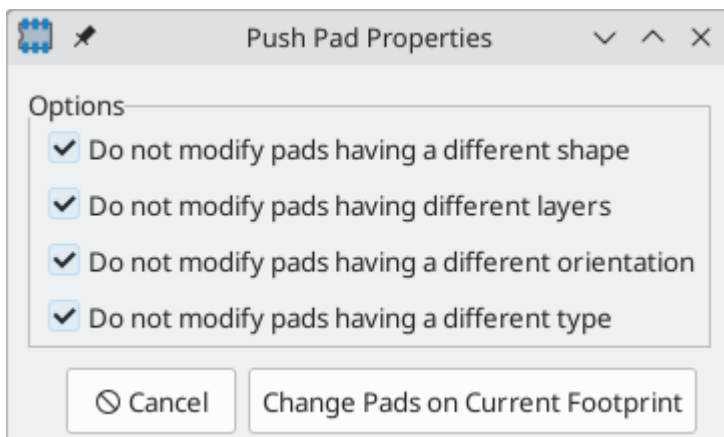 Push Pad Properties
Options
Do not modify pads having a different shape
Do not modify pads having different layers
Do not modify pads having a different orientation
Do not modify pads having a different type
Cancel
Change Pads on Current Footprint